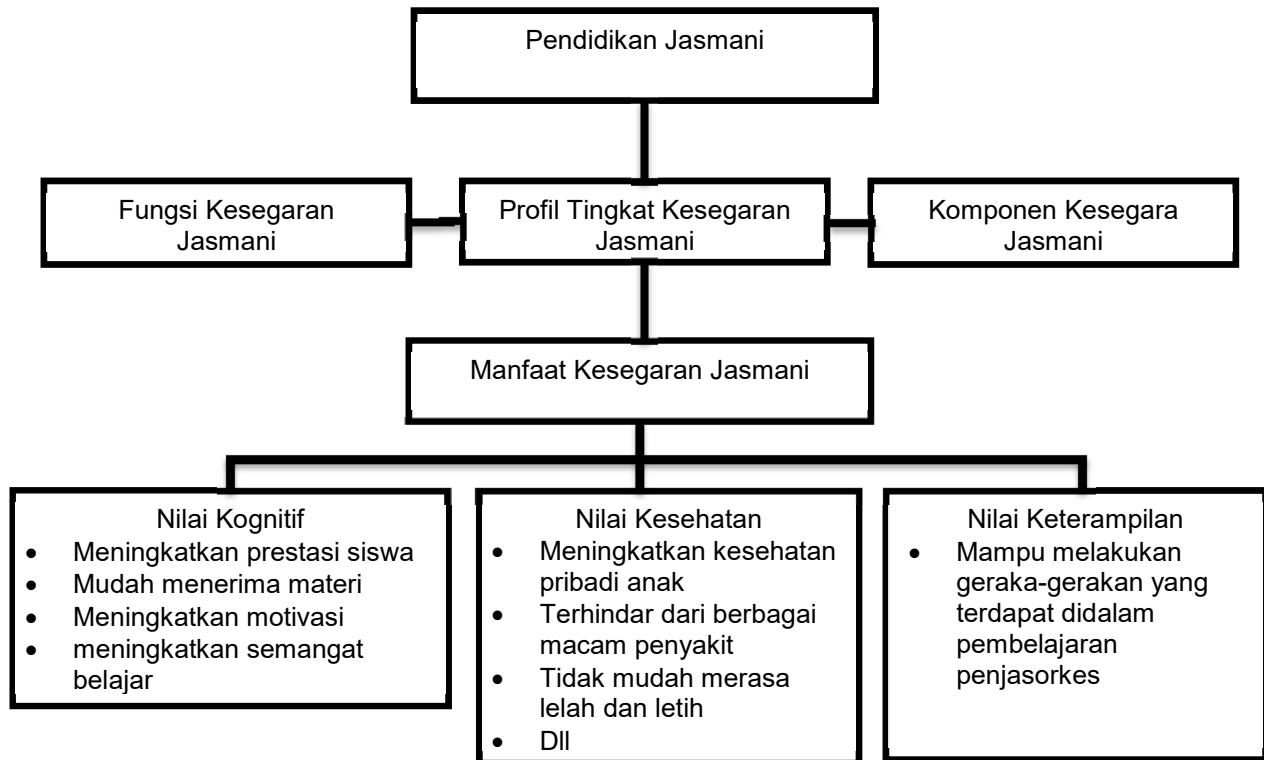 Pendidikan Jasmani
Fungsi Kesegaran
Jasmani
Profil Tingkat Kesegaran
Jasmani
Komponen Kesegara
Jasmani
Manfaat Kesegaran Jasmani
Nilai Kognitif
• Meningkatkan prestasi siswa
• Mudah menerima materi
• Meningkatkan motivasi
• meningkatkan semangat
belajar
Nilai Kesehatan
• Meningkatkan kesehatan
pribadi anak
• Terhindar dari berbagai
macam penyakit
• Tidak mudah merasa
lelah dan letih
• Dll
Nilai Keterampilan
• Mampu melakukan
geraka-gerakan yang
terdapat didalam
pembelajaran
penjasorkes